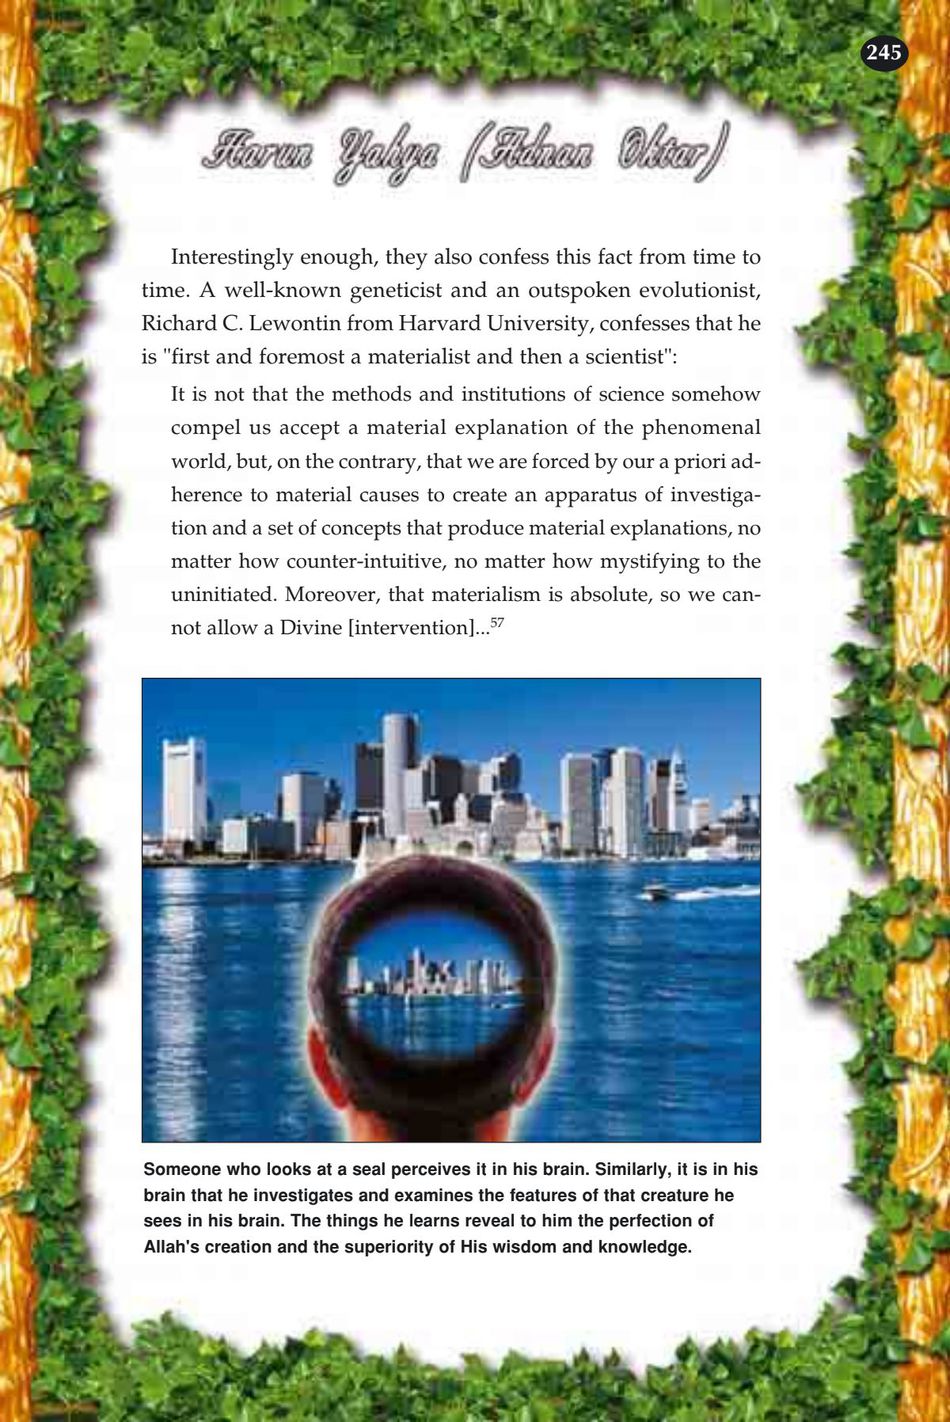 245
Harun Yahya (Adnan Oktar)
Interestingly enough, they also confess this fact from time to
time. A well-known geneticist and an outspoken evolutionist,
Richard C. Lewontin from Harvard University, confesses that he
is "first and foremost a materialist and then a scientist":
It is not that the methods and institutions of science somehow
compel us accept a material explanation of the phenomenal
world, but, on the contrary, that we are forced by our a priori ad-
herence to material causes to create an apparatus of investiga-
tion and a set of concepts that produce material explanations, no
matter how counter-intuitive, no matter how mystifying to the
uninitiated. Moreover, that materialism is absolute, so we can-
not allow a Divine [intervention]...57
Someone who looks at a seal perceives it in his brain. Similarly, it is in his
brain that he investigates and examines the features of that creature he
sees in his brain. The things he learns reveal to him the perfection of
Allah's creation and the superiority of His wisdom and knowledge.